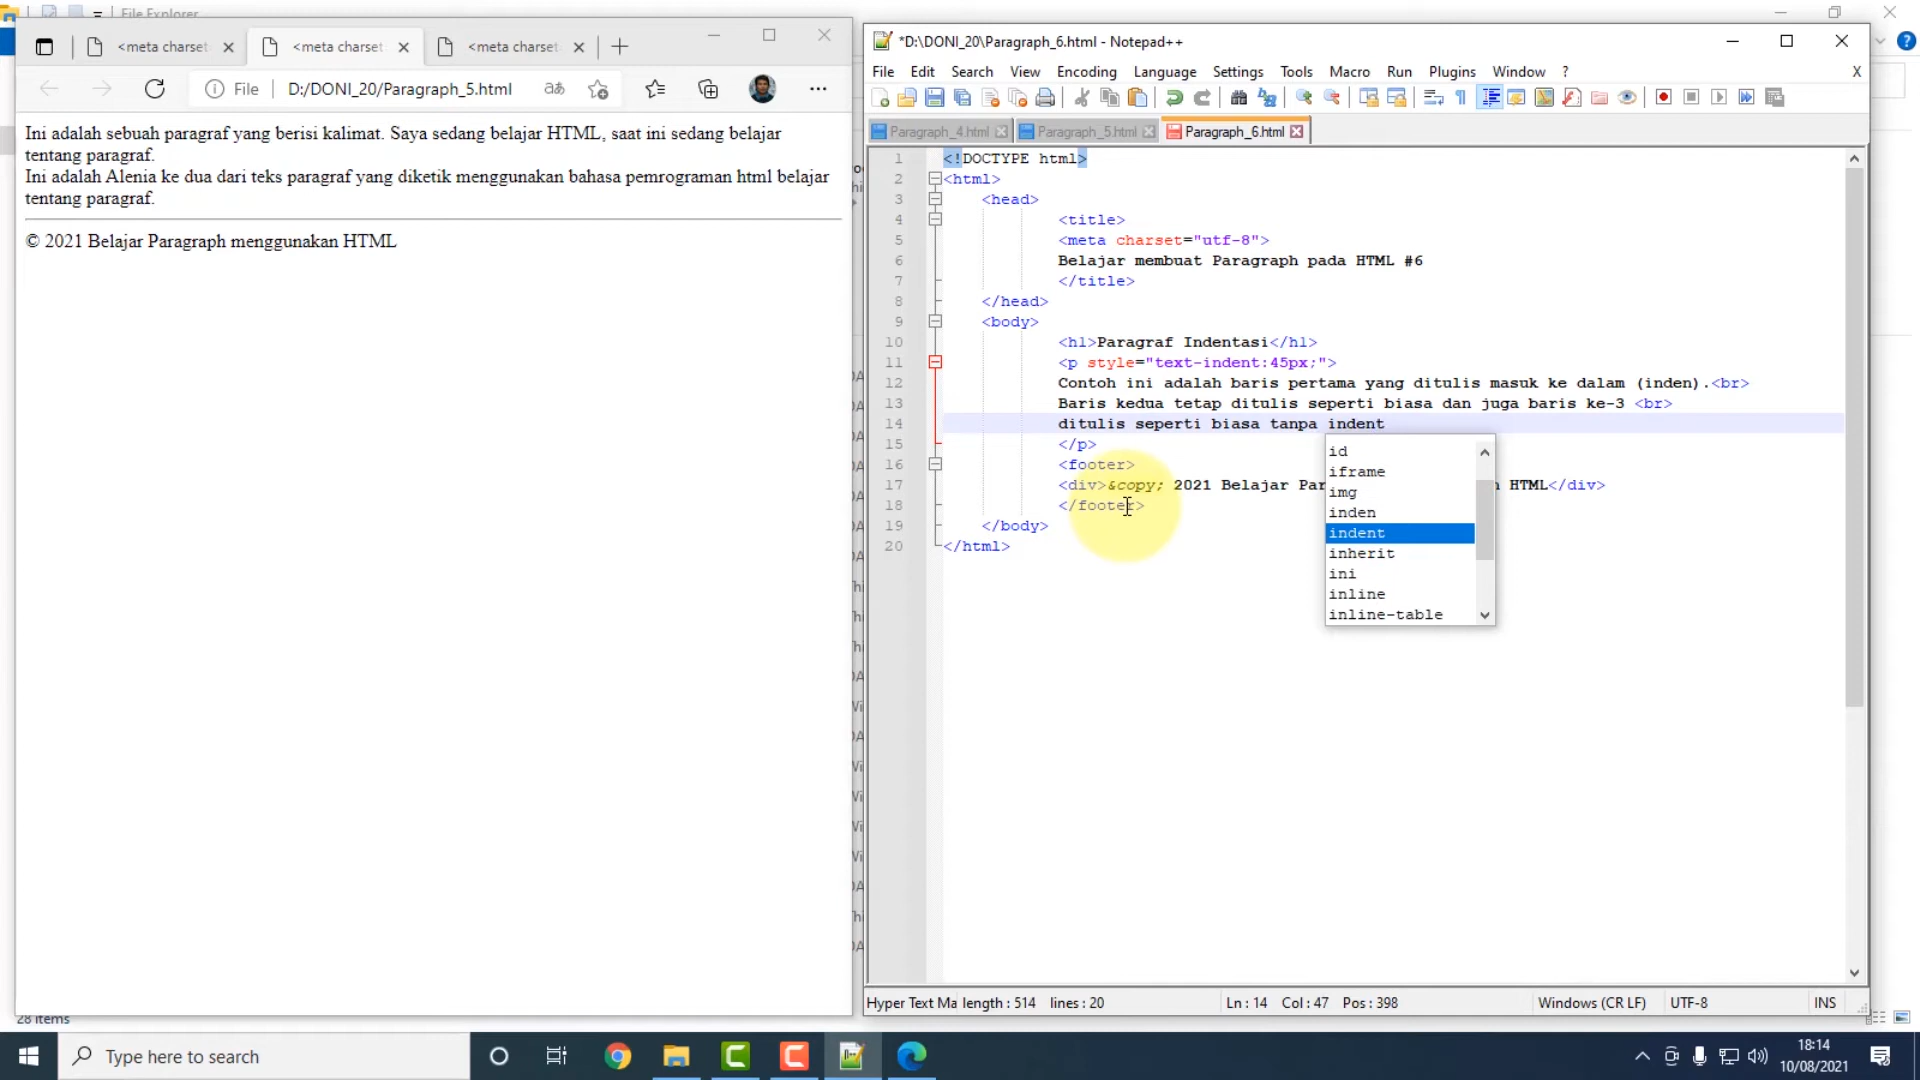 File Explorer
<meta charset
<meta charset
<meta charset
File
D:/DONI_20/Paragraph_5.html
Ini adalah sebuah paragraf yang berisi kalimat. Saya sedang belajar HTML, saat ini sedang belajar
tentang paragraf.
Ini adalah Alenia ke dua dari teks paragraf yang diketik menggunakan bahasa pemrograman html belajar
tentang paragraf.
© 2021 Belajar Paragraph menggunakan HTML
28 items
*D:\DONI_20\Paragraph_6.html - Notepad++
File Edit Search View Encoding Language Settings Tools Macro Run Plugins Window ? X
Paragraph_4.html Paragraph_5.html Paragraph_6.html
1 <!DOCTYPE html>
2 <html>
3 <head>
4 <title>
5 <meta charset="utf-8">
6 Belajar membuat Paragraph pada HTML #6
7 </title>
8 </head>
9 <body>
10 <h1>Paragraf Indentasi</h1>
11 <p style="text-indent:45px;">
12 Contoh ini adalah baris pertama yang ditulis masuk ke dalam (inden).<br>
13 Baris kedua tetap ditulis seperti biasa dan juga baris ke-3 <br>
14 ditulis seperti biasa tanpa indent
15 </p>
16 <footer>
17 <div>&copy; 2021 Belajar Par HTML</div>
18 </footer>
19 </body>
20 </html>
id
iframe
img
inden
indent
inherit
ini
inline
inline-table
Hyper Text Ma length : 514 lines : 20 Ln : 14 Col : 47 Pos : 398 Windows (CR LF) UTF-8 INS
Type here to search
18:14
10/08/2021